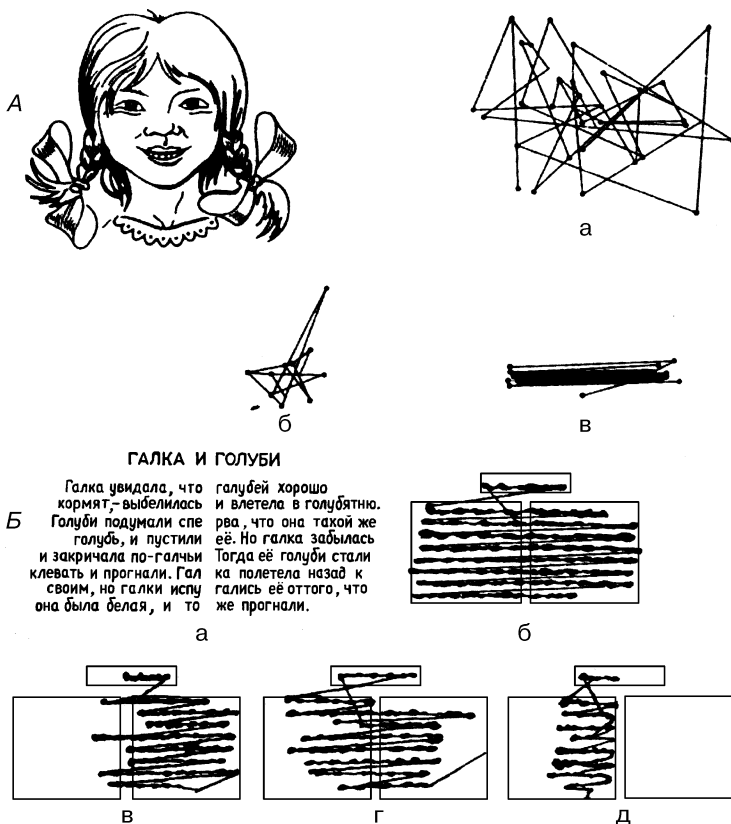 А
а
б
в
ГАЛКА И ГОЛУБИ
Галка увидала, что голубей хорошо
кормят,-выбелилась и влетела в голубятню.
Б
Голуби подумали спе рва, что она такой же
голубь, и пустили её. Но галка забылась
и закричала по-галчьи Тогда её голуби стали
клевать и прогнали. Гал ка полетела назад к
своим, но галки испу гались её оттого, что
она была белая, и то же прогнали.
а
б
в
г
д